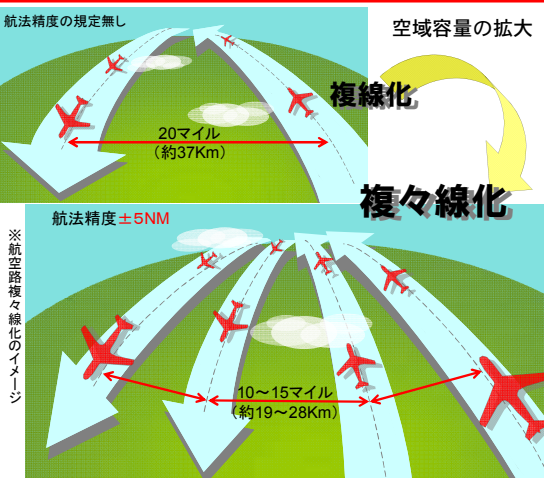 航法精度の規定無し
空域容量の拡大
複線化
20マイル
（約37Km）
複々線化
航法精度±5NM
※航空路複々線化のイメージ
10～15マイル
（約19～28Km）